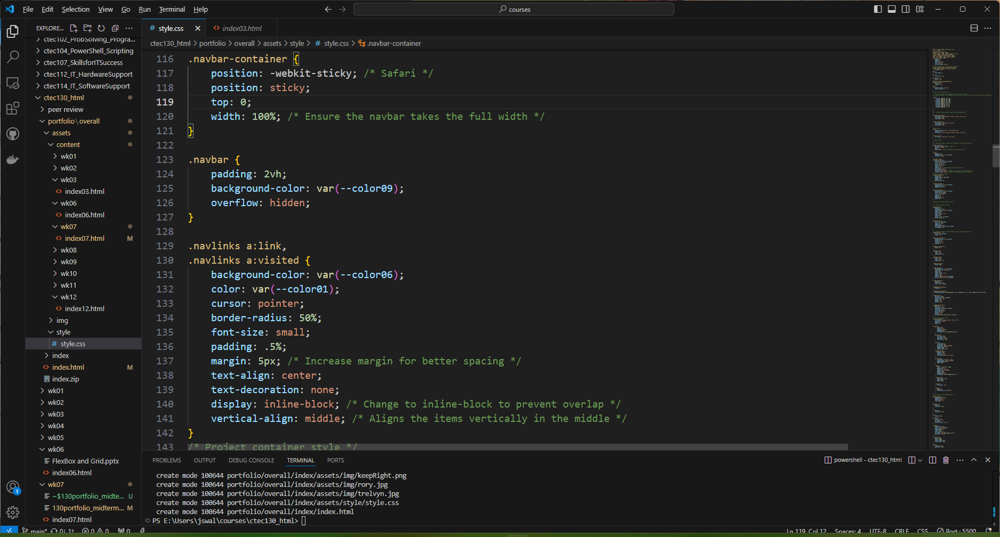 File Edit Selection View Go Run Terminal Help
courses
EXPLORE...
style.css
index03.html
ctec130_html > portfolio > overall > assets > style > # style.css > .navbar-container
ctec102_ProbSolving_Progra...
ctec104_PowerShell_Scripting
ctec107_SkillsforITSuccess
ctec112_IT_HardwareSupport
ctec114_IT_SoftwareSupport
ctec130_html
peer review
portfolio\overall
assets
content
wk01
wk02
wk03
index03.html
wk06
index06.html
wk07
index07.html M
wk08
wk09
wk10
wk11
wk12
index12.html
img
style
# style.css
index
index.html M
index.zip
wk01
wk02
wk03
wk04
wk05
wk06
FlexBox and Grid.pptx
index06.html
wk07
~$130portfolio_midte... U
130portfolio_midterm... M
index07.html
116 .navbar-container {
117 position: -webkit-sticky; /* Safari */
118 position: sticky;
119 top: 0;
120 width: 100%; /* Ensure the navbar takes the full width */
121 }
122
123 .navbar {
124 padding: 2vh;
125 background-color: var(--color09);
126 overflow: hidden;
127 }
128
129 .navlinks a:link,
130 .navlinks a:visited {
131 background-color: var(--color06);
132 color: var(--color01);
133 cursor: pointer;
134 border-radius: 50%;
135 font-size: small;
136 padding: .5%;
137 margin: 5px; /* Increase margin for better spacing */
138 text-align: center;
139 text-decoration: none;
140 display: inline-block; /* Change to inline-block to prevent overlap */
141 vertical-align: middle; /* Aligns the items vertically in the middle */
142 }
143 /* Project container style */
PROBLEMS OUTPUT DEBUG CONSOLE TERMINAL PORTS
powershell - ctec130_html
create mode 100644 portfolio/overall/index/assets/img/keepRight.png
create mode 100644 portfolio/overall/index/assets/img/rory.jpg
create mode 100644 portfolio/overall/index/assets/img/trelvyn.jpg
create mode 100644 portfolio/overall/index/assets/style/style.css
create mode 100644 portfolio/overall/index/index.html
PS E:\Users\jswal\courses\ctec130_html>
1
main* 0↓ 1↑ 0 0 0
Ln 119, Col 12 Spaces: 4 UTF-8 CRLF CSS Port : 5500